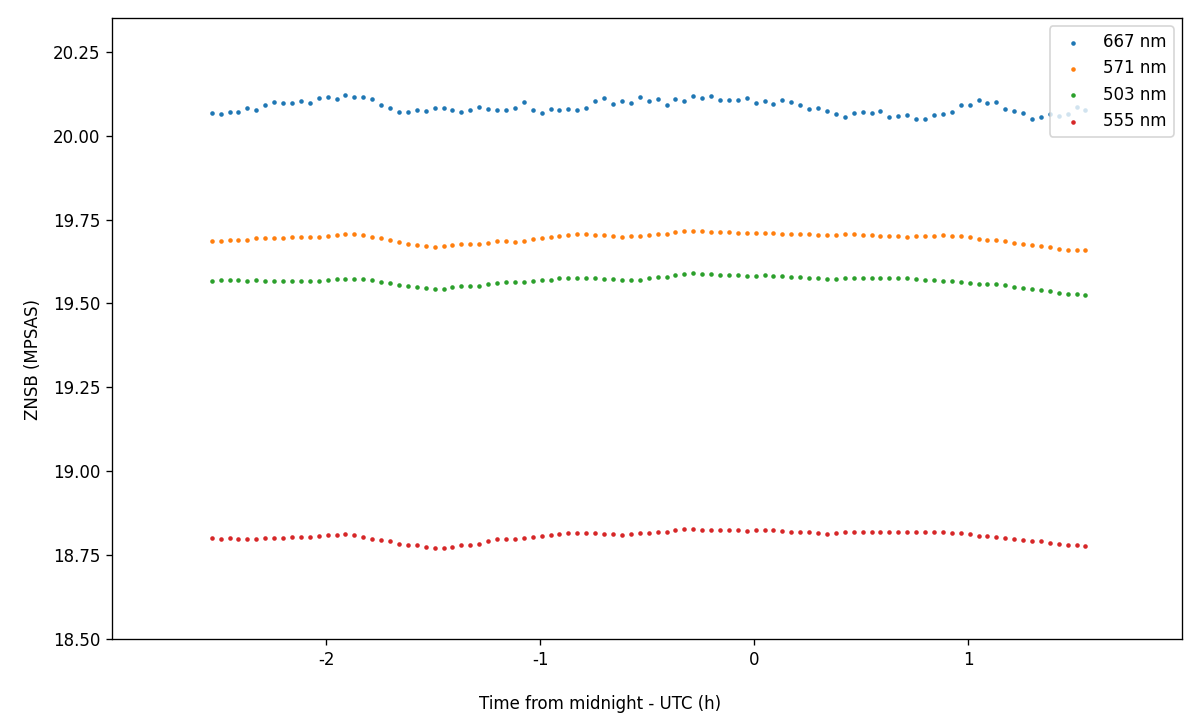 667 nm
571 nm
503 nm
555 nm
20.25
20.00
19.75
19.50
19.25
19.00
18.75
18.50
ZNSB (MPSAS)
-2
-1
0
1
Time from midnight - UTC (h)